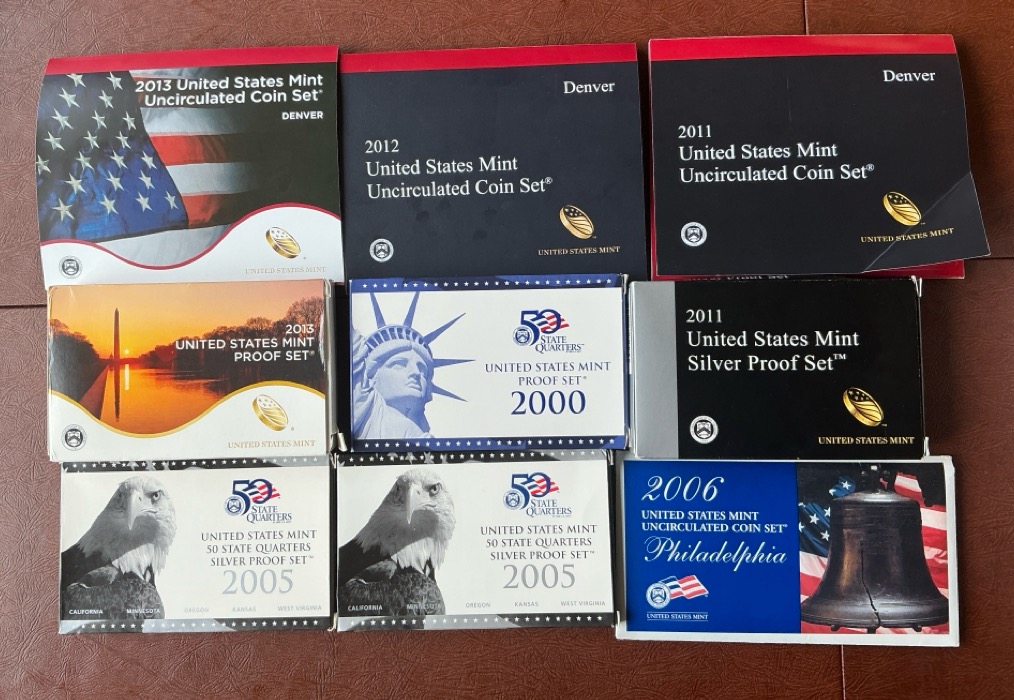 2013 United States Mint
Uncirculated Coin Set®
DENVER
UNITED STATES MINT
Denver
2012
United States Mint
Uncirculated Coin Set®
UNITED STATES MINT
Denver
2011
United States Mint
Uncirculated Coin Set®
UNITED STATES MINT
2013
UNITED STATES MINT
PROOF SET®
UNITED STATES MINT
50
STATE
QUARTERS™
UNITED STATES MINT
PROOF SET®
2000
2011
United States Mint
Silver Proof Set™
UNITED STATES MINT
50
STATE
QUARTERS
UNITED STATES MINT
50 STATE QUARTERS
SILVER PROOF SET™
2005
CALIFORNIA MINNESOTA OREGON KANSAS WEST VIRGINIA
50
STATE
QUARTERS
UNITED STATES MINT
50 STATE QUARTERS
SILVER PROOF SET™
2005
CALIFORNIA MINNESOTA OREGON KANSAS WEST VIRGINIA
2006
UNITED STATES MINT
UNCIRCULATED COIN SET®
Philadelphia
UNITED STATES MINT